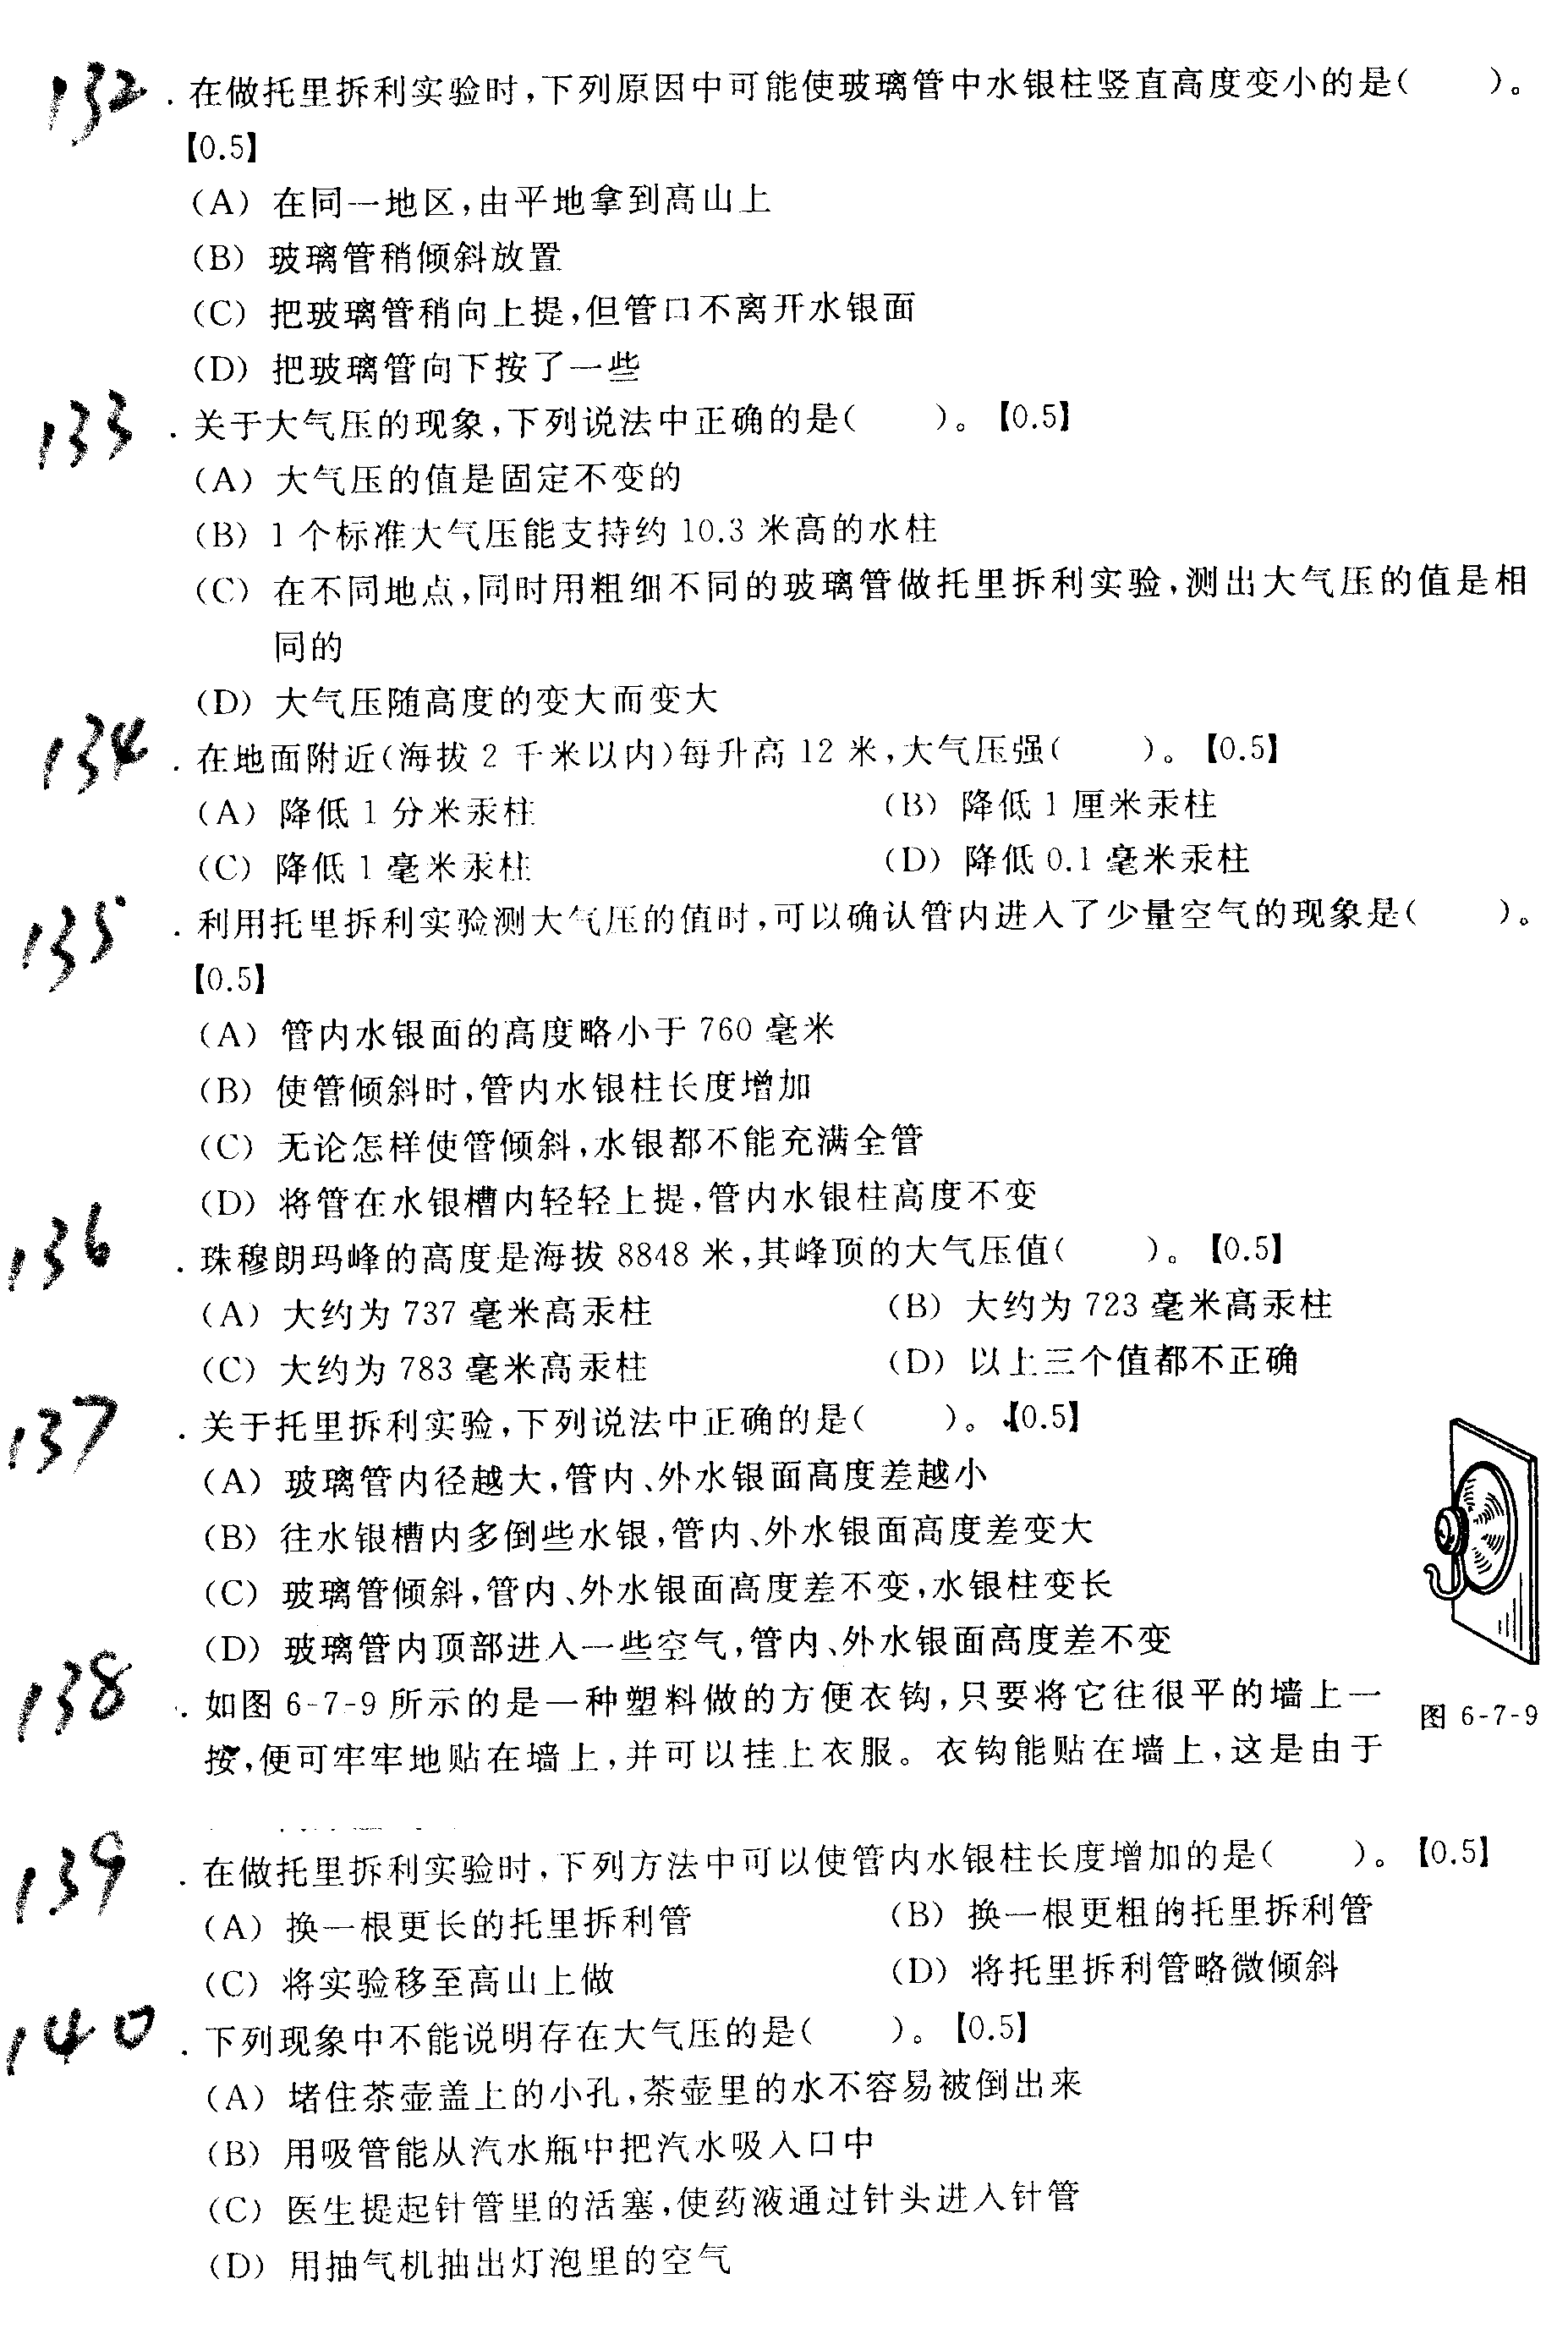 132 . 在做托里拆利实验时,下列原因中可能使玻璃管中水银柱竖直高度变小的是(    )。
【0.5】
(A) 在同一地区,由平地拿到高山上
(B) 玻璃管稍倾斜放置
(C) 把玻璃管稍向上提,但管口不离开水银面
(D) 把玻璃管向下按了一些
133 . 关于大气压的现象,下列说法中正确的是(    )。【0.5】
(A) 大气压的值是固定不变的
(B) 1 个标准大气压能支持约 10.3 米高的水柱
(C) 在不同地点,同时用粗细不同的玻璃管做托里拆利实验,测出大气压的值是相
同的
(D) 大气压随高度的变大而变大
134 . 在地面附近(海拔 2 千米以内)每升高 12 米,大气压强(    )。【0.5】
(A) 降低 1 分米汞柱 (B) 降低 1 厘米汞柱
(C) 降低 1 毫米汞柱 (D) 降低 0.1 毫米汞柱
135 . 利用托里拆利实验测大气压的值时,可以确认管内进入了少量空气的现象是(    )。
【0.5】
(A) 管内水银面的高度略小于 760 毫米
(B) 使管倾斜时,管内水银柱长度增加
(C) 无论怎样使管倾斜,水银都不能充满全管
(D) 将管在水银槽内轻轻上提,管内水银柱高度不变
136 . 珠穆朗玛峰的高度是海拔 8848 米,其峰顶的大气压值(    )。【0.5】
(A) 大约为 737 毫米高汞柱 (B) 大约为 723 毫米高汞柱
(C) 大约为 783 毫米高汞柱 (D) 以上三个值都不正确
137 . 关于托里拆利实验,下列说法中正确的是(    )。【0.5】
(A) 玻璃管内径越大,管内、外水银面高度差越小
(B) 往水银槽内多倒些水银,管内、外水银面高度差变大
(C) 玻璃管倾斜,管内、外水银面高度差不变,水银柱变长
(D) 玻璃管内顶部进入一些空气,管内、外水银面高度差不变
138 . 如图 6-7-9 所示的是一种塑料做的方便衣钩,只要将它往很平的墙上一
按,便可牢牢地贴在墙上,并可以挂上衣服。衣钩能贴在墙上,这是由于
图 6-7-9
139 . 在做托里拆利实验时,下列方法中可以使管内水银柱长度增加的是(    )。【0.5】
(A) 换一根更长的托里拆利管 (B) 换一根更粗的托里拆利管
(C) 将实验移至高山上做 (D) 将托里拆利管略微倾斜
140 . 下列现象中不能说明存在大气压的是(    )。【0.5】
(A) 堵住茶壶盖上的小孔,茶壶里的水不容易被倒出来
(B) 用吸管能从汽水瓶中把汽水吸入口中
(C) 医生提起针管里的活塞,使药液通过针头进入针管
(D) 用抽气机抽出灯泡里的空气